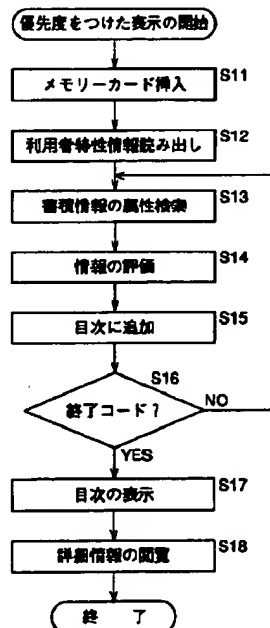 優先度をつけた表示の開始
メモリーカード挿入
S11
利用者特性情報読み出し
S12
蓄積情報の属性検索
S13
情報の評価
S14
目次に追加
S15
S16
終了コード?
NO
YES
目次の表示
S17
詳細情報の閲覧
S18
終 了